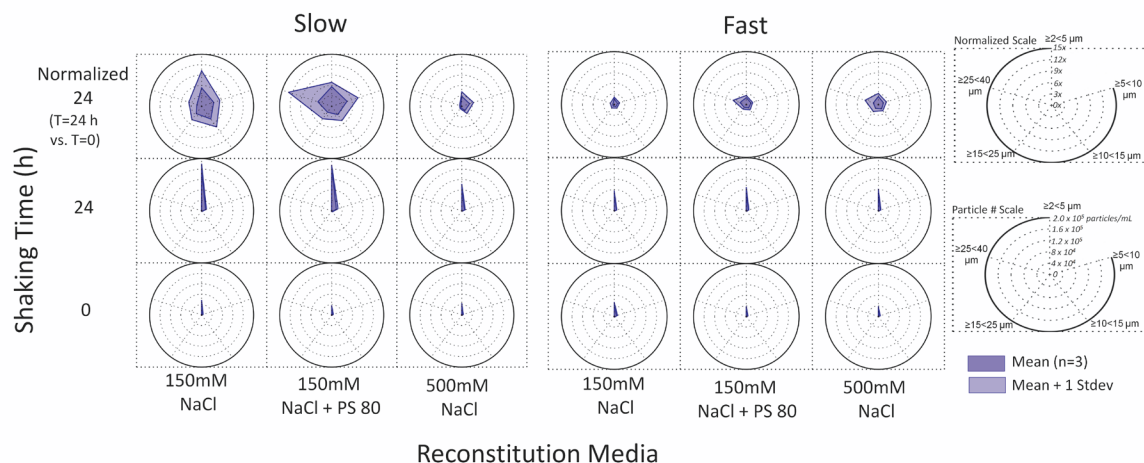 Slow
Fast
Normalized
24
(T=24 h
vs. T=0)
24
0
Shaking Time (h)
150mM
NaCl
150mM
NaCl + PS 80
500mM
NaCl
150mM
NaCl
150mM
NaCl + PS 80
500mM
NaCl
Reconstitution Media
Normalized Scale
≥2<5 µm
15x
12x
9x
6x
3x
0x
≥25<40
µm
≥5<10
µm
≥15<25 µm
≥10<15 µm
Particle # Scale
≥2<5 µm
2.0 x 10⁵ particles/mL
1.6 x 10⁵
1.2 x 10⁵
8 x 10⁴
4 x 10⁴
0
≥25<40
µm
≥5<10
µm
≥15<25 µm
≥10<15 µm
Mean (n=3)
Mean + 1 Stdev